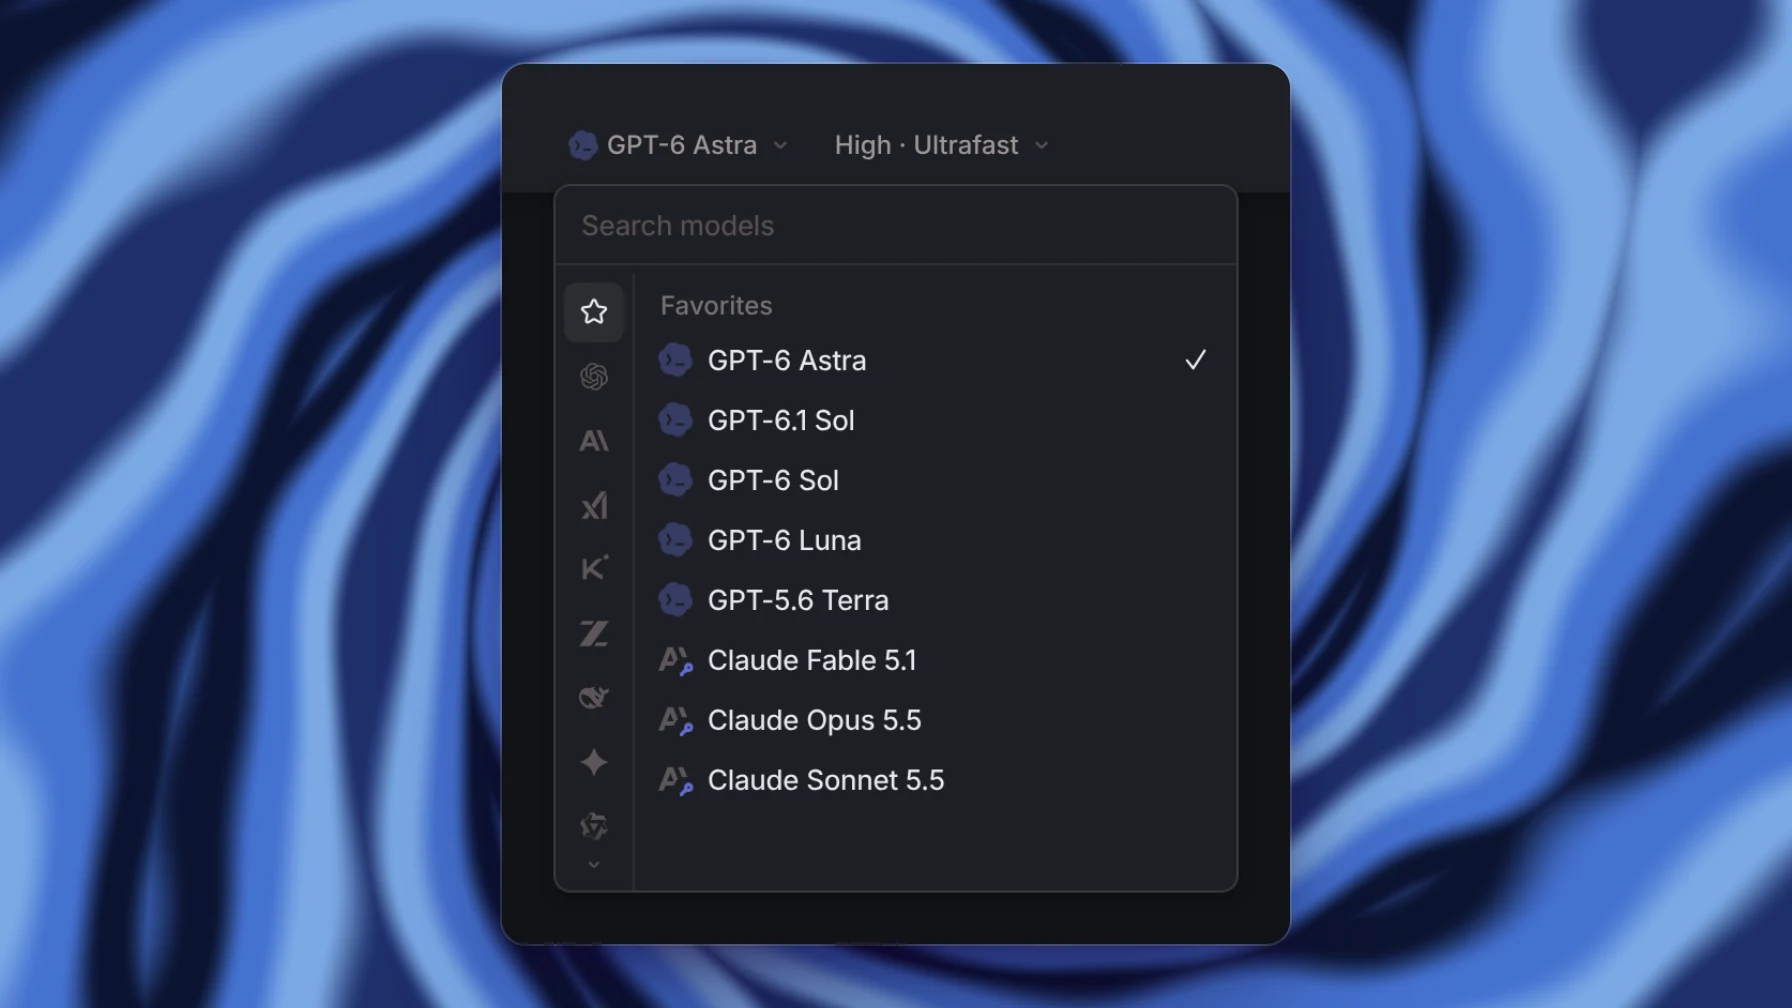 GPT-6 Astra
High · Ultrafast
Search models
Favorites
GPT-6 Astra
GPT-6.1 Sol
GPT-6 Sol
GPT-6 Luna
GPT-5.6 Terra
Claude Fable 5.1
Claude Opus 5.5
Claude Sonnet 5.5